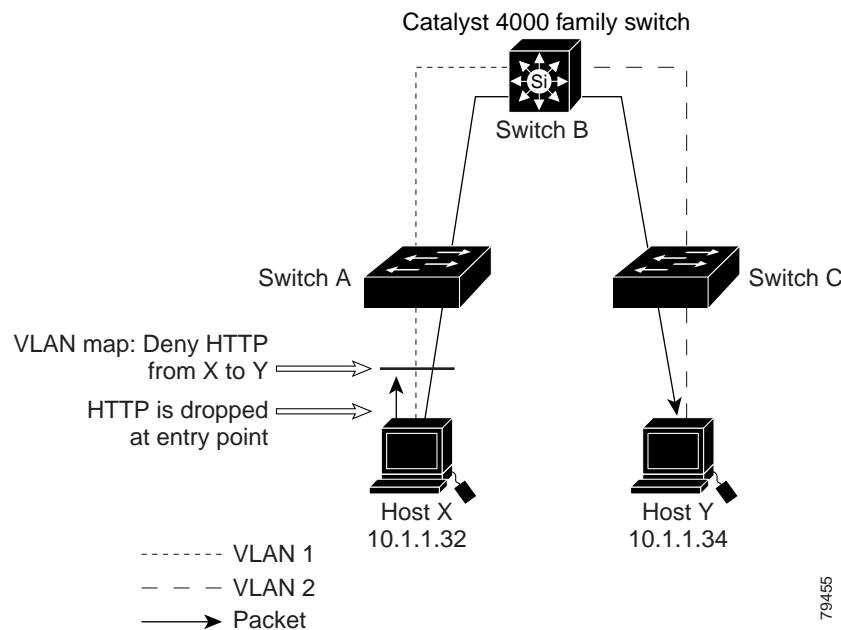 Catalyst 4000 family switch
Si
Switch B
Switch A
Switch C
VLAN map: Deny HTTP
from X to Y
HTTP is dropped
at entry point
Host X
10.1.1.32
Host Y
10.1.1.34
VLAN 1
VLAN 2
Packet
79455